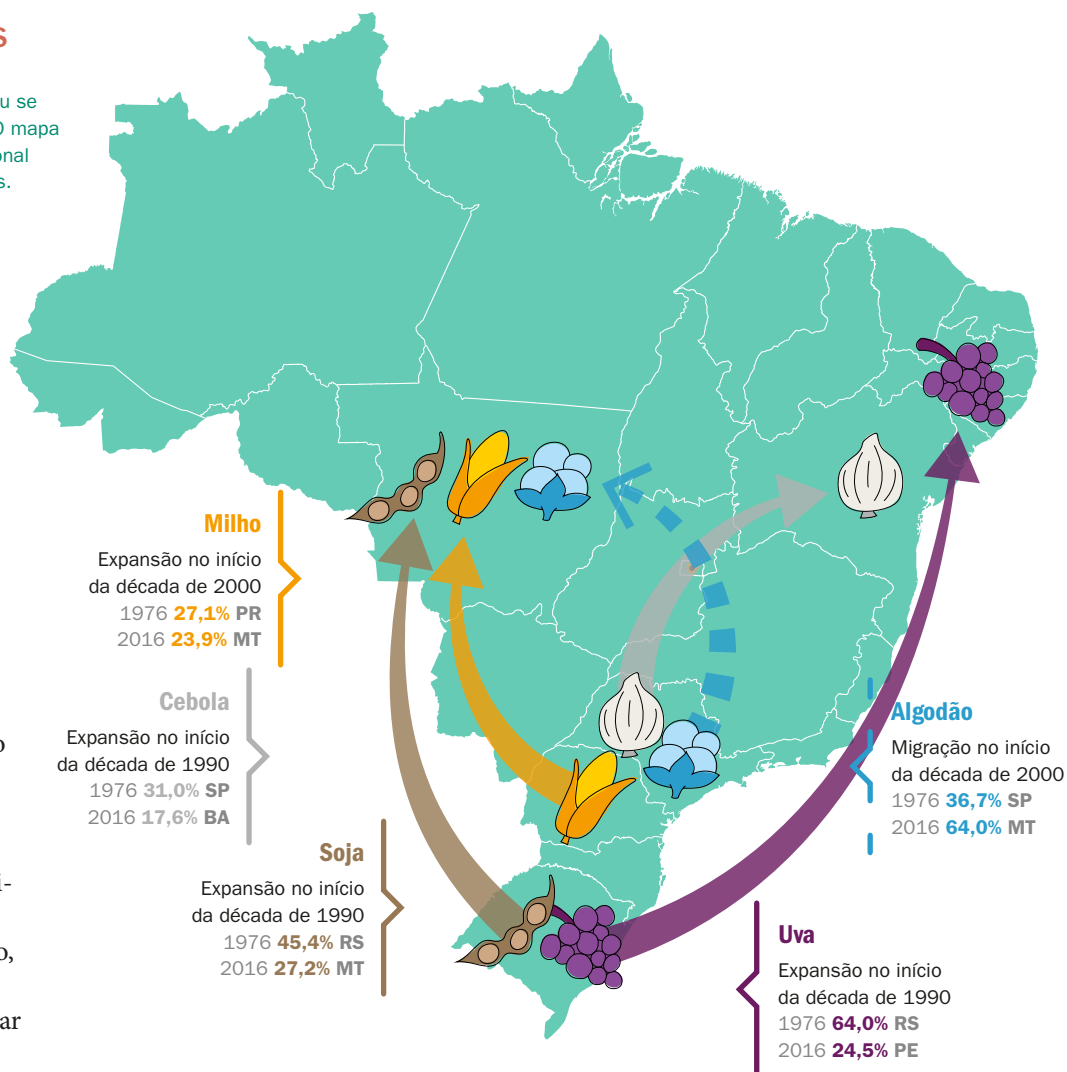 S
u se
O mapa
onal
s.
Milho
Expansão no início
da década de 2000
1976 27,1% PR
2016 23,9% MT
Cebola
Expansão no início
da década de 1990
1976 31,0% SP
2016 17,6% BA
Soja
Expansão no início
da década de 1990
1976 45,4% RS
2016 27,2% MT
Algodão
Migração no início
da década de 2000
1976 36,7% SP
2016 64,0% MT
Uva
Expansão no início
da década de 1990
1976 64,0% RS
2016 24,5% PE
o
i-
o,
ar